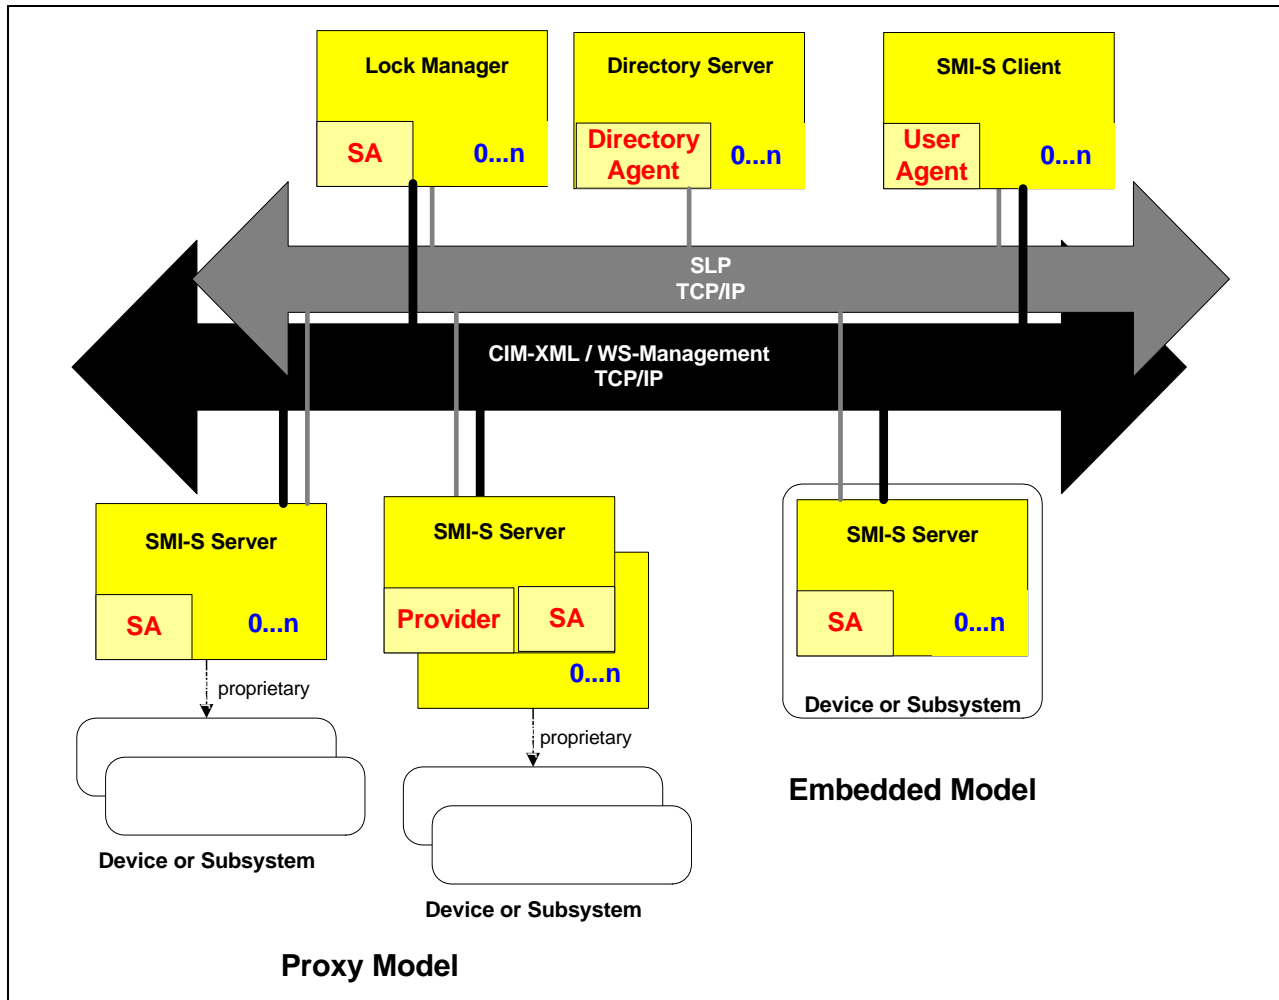 Lock Manager
SA
0...n
Directory Server
Directory
Agent
0...n
SMI-S Client
User
Agent
0...n
SLP
TCP/IP
CIM-XML / WS-Management
TCP/IP
SMI-S Server
SA
0...n
proprietary
Device or Subsystem
SMI-S Server
Provider
SA
0...n
proprietary
Device or Subsystem
Proxy Model
SMI-S Server
SA
0...n
Device or Subsystem
Embedded Model